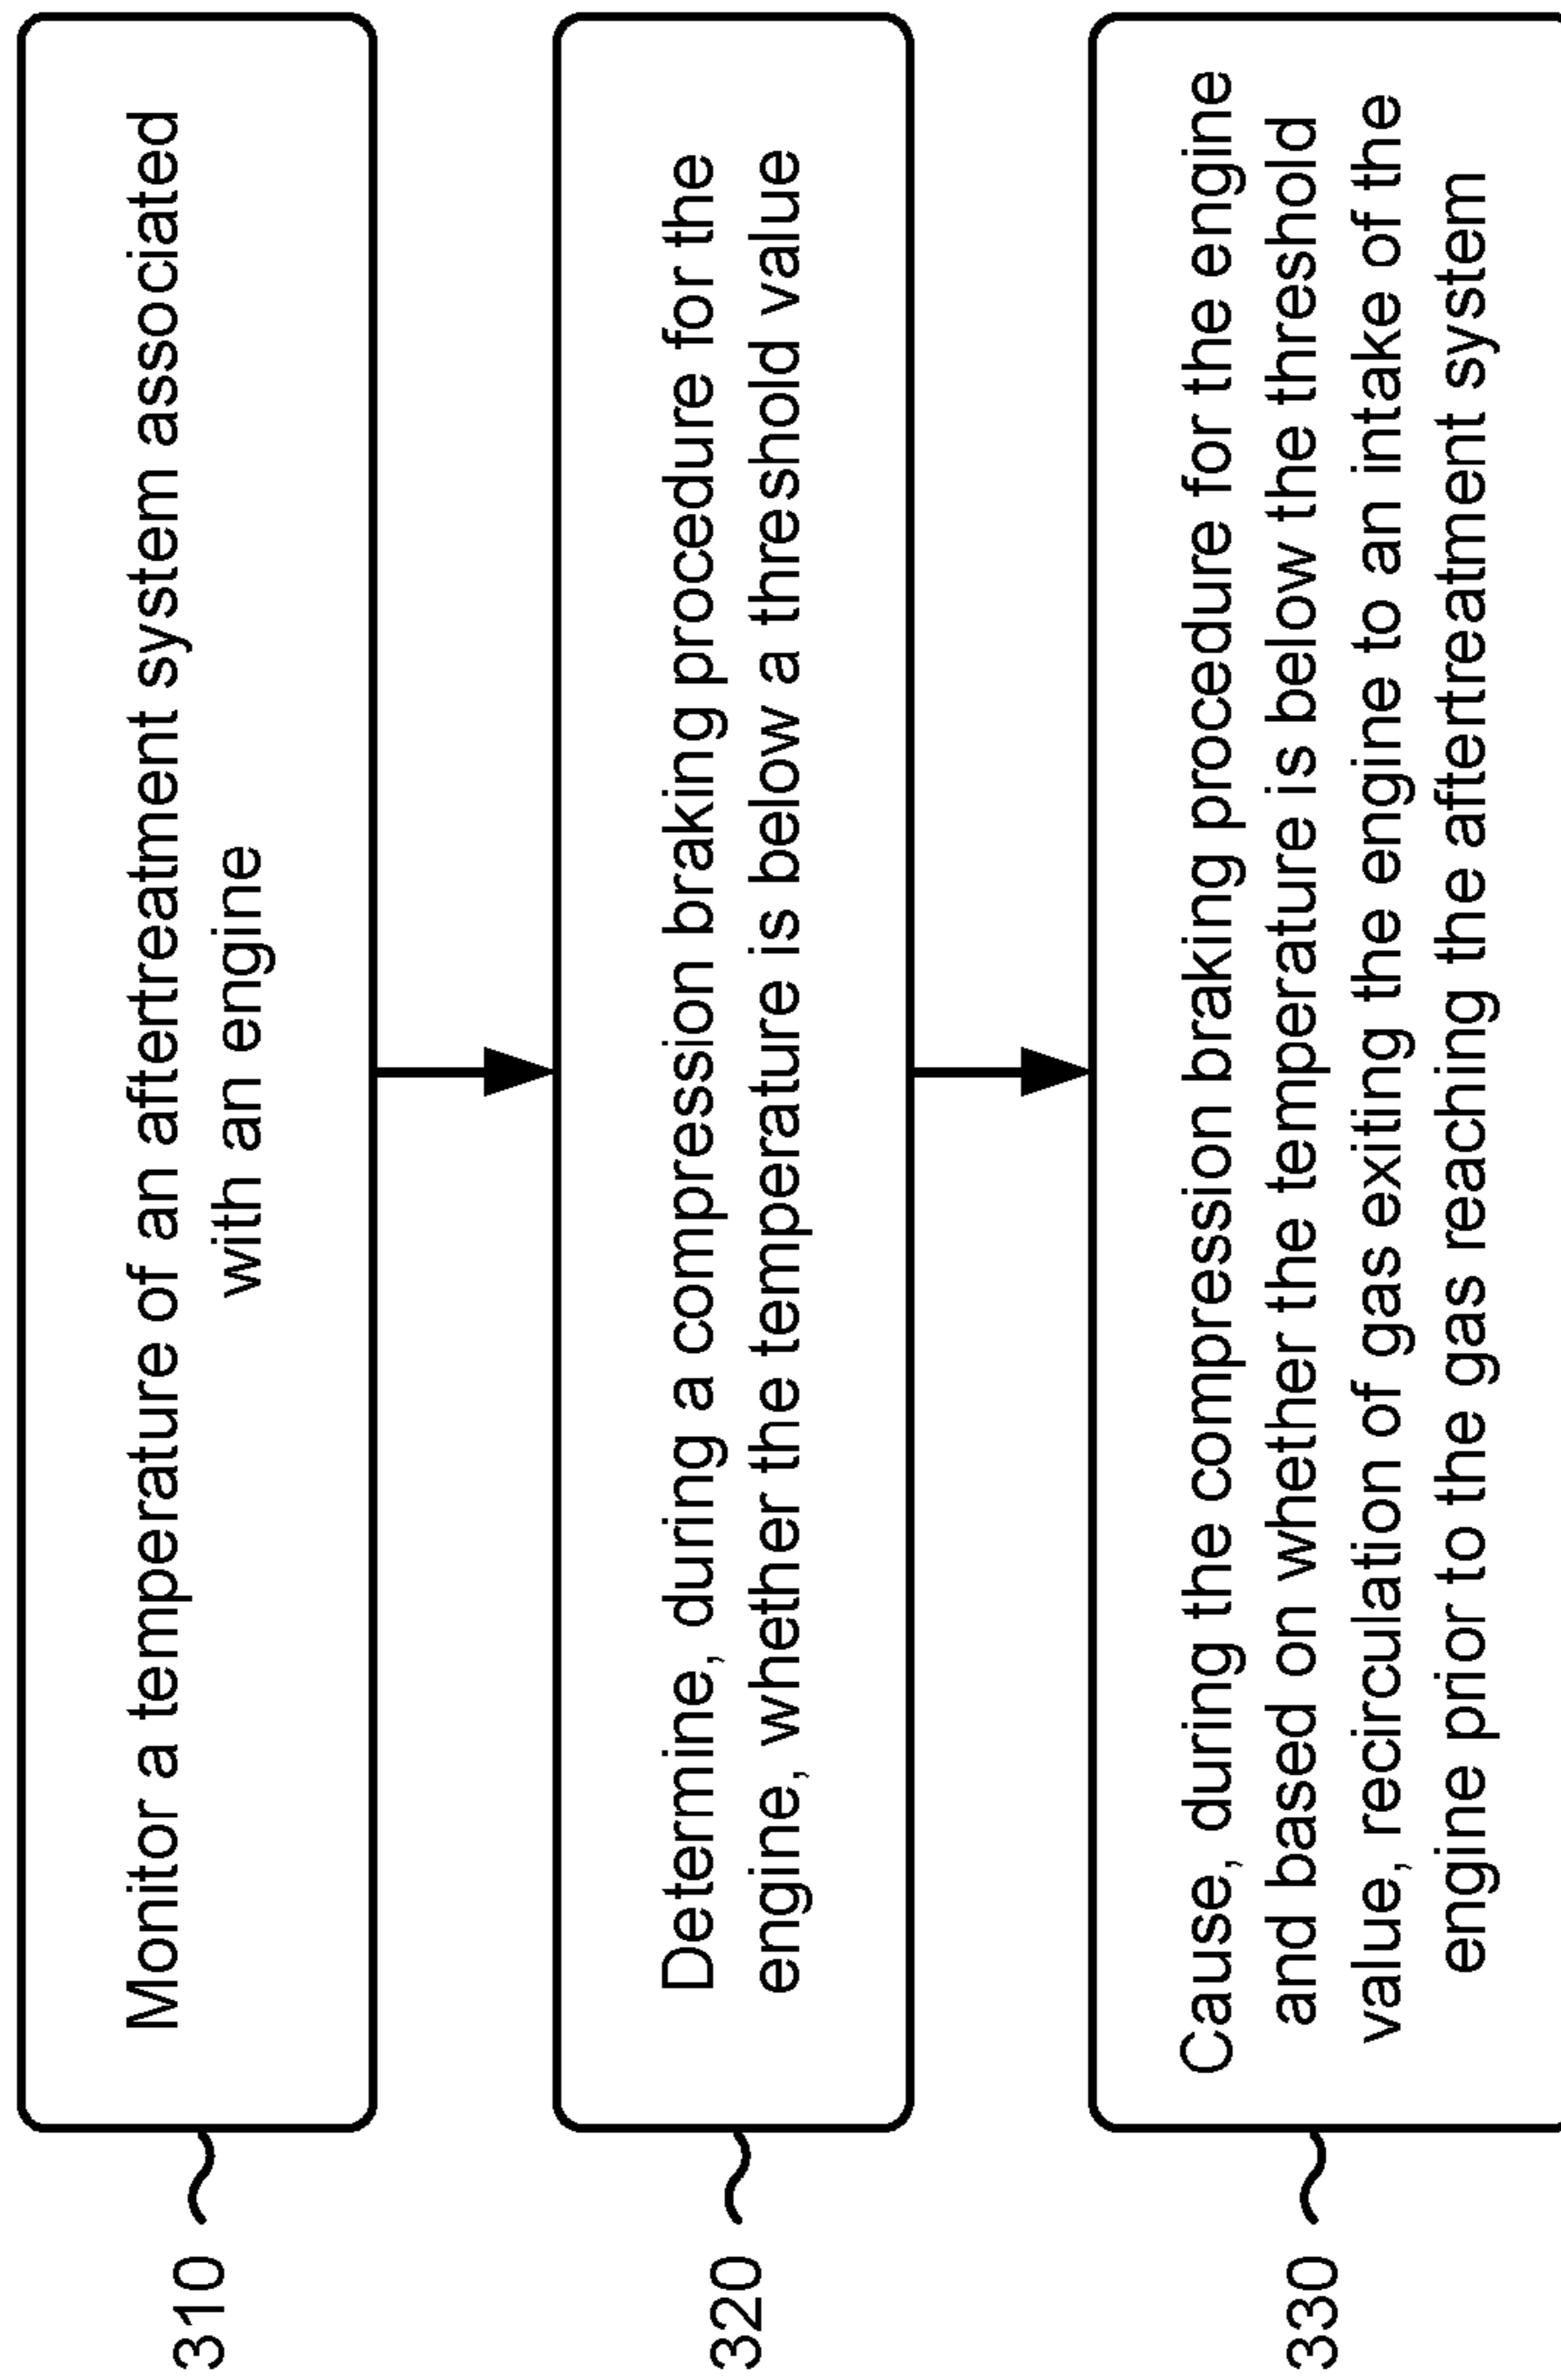 310
Monitor a temperature of an aftertreatment system associated
with an engine
320
Determine, during a compression braking procedure for the
engine, whether the temperature is below a threshold value
330
Cause, during the compression braking procedure for the engine
and based on whether the temperature is below the threshold
value, recirculation of gas exiting the engine to an intake of the
engine prior to the gas reaching the aftertreatment system